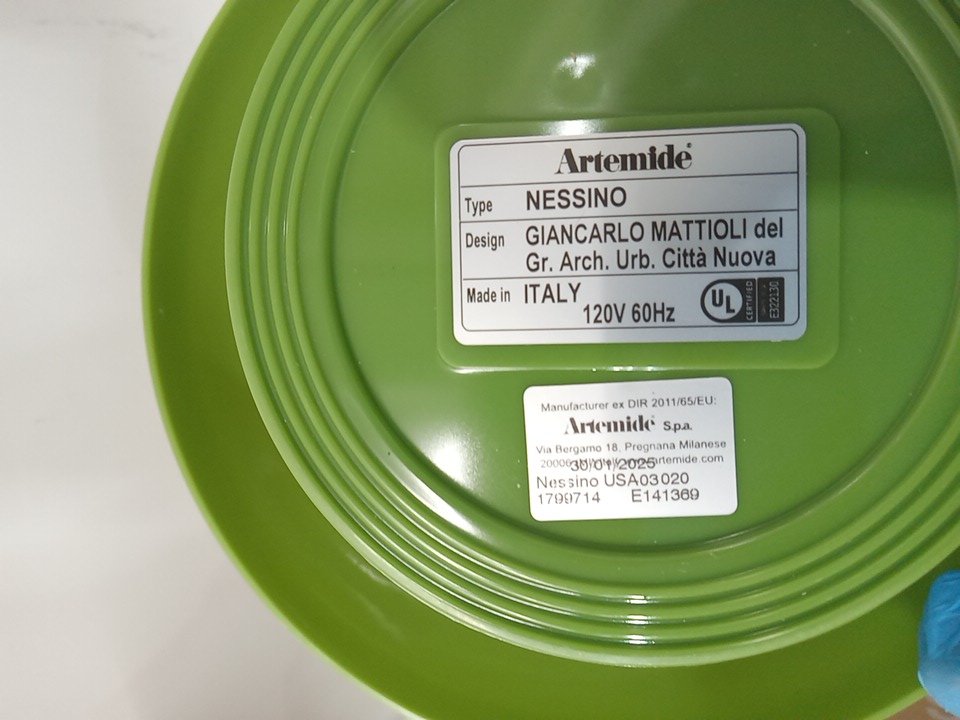 Artemide®
Type NESSINO
Design GIANCARLO MATTIOLI del
Gr. Arch. Urb. Città Nuova
Made in ITALY
120V 60Hz
UL CERTIFIED
E322130
Manufacturer ex DIR 2011/65/EU:
Artemide S.p.a.
Via Bergamo 18, Pregnana Milanese
30/01/2025
Nessino USA03020
1799714 E141369